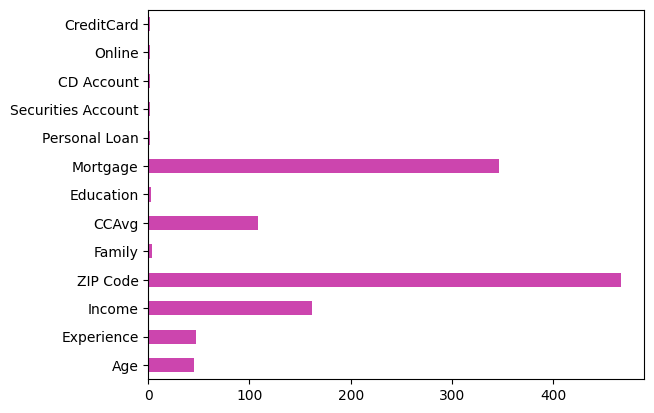 CreditCard
Online
CD Account
Securities Account
Personal Loan
Mortgage
Education
CCAvg
Family
ZIP Code
Income
Experience
Age
0 100 200 300 400